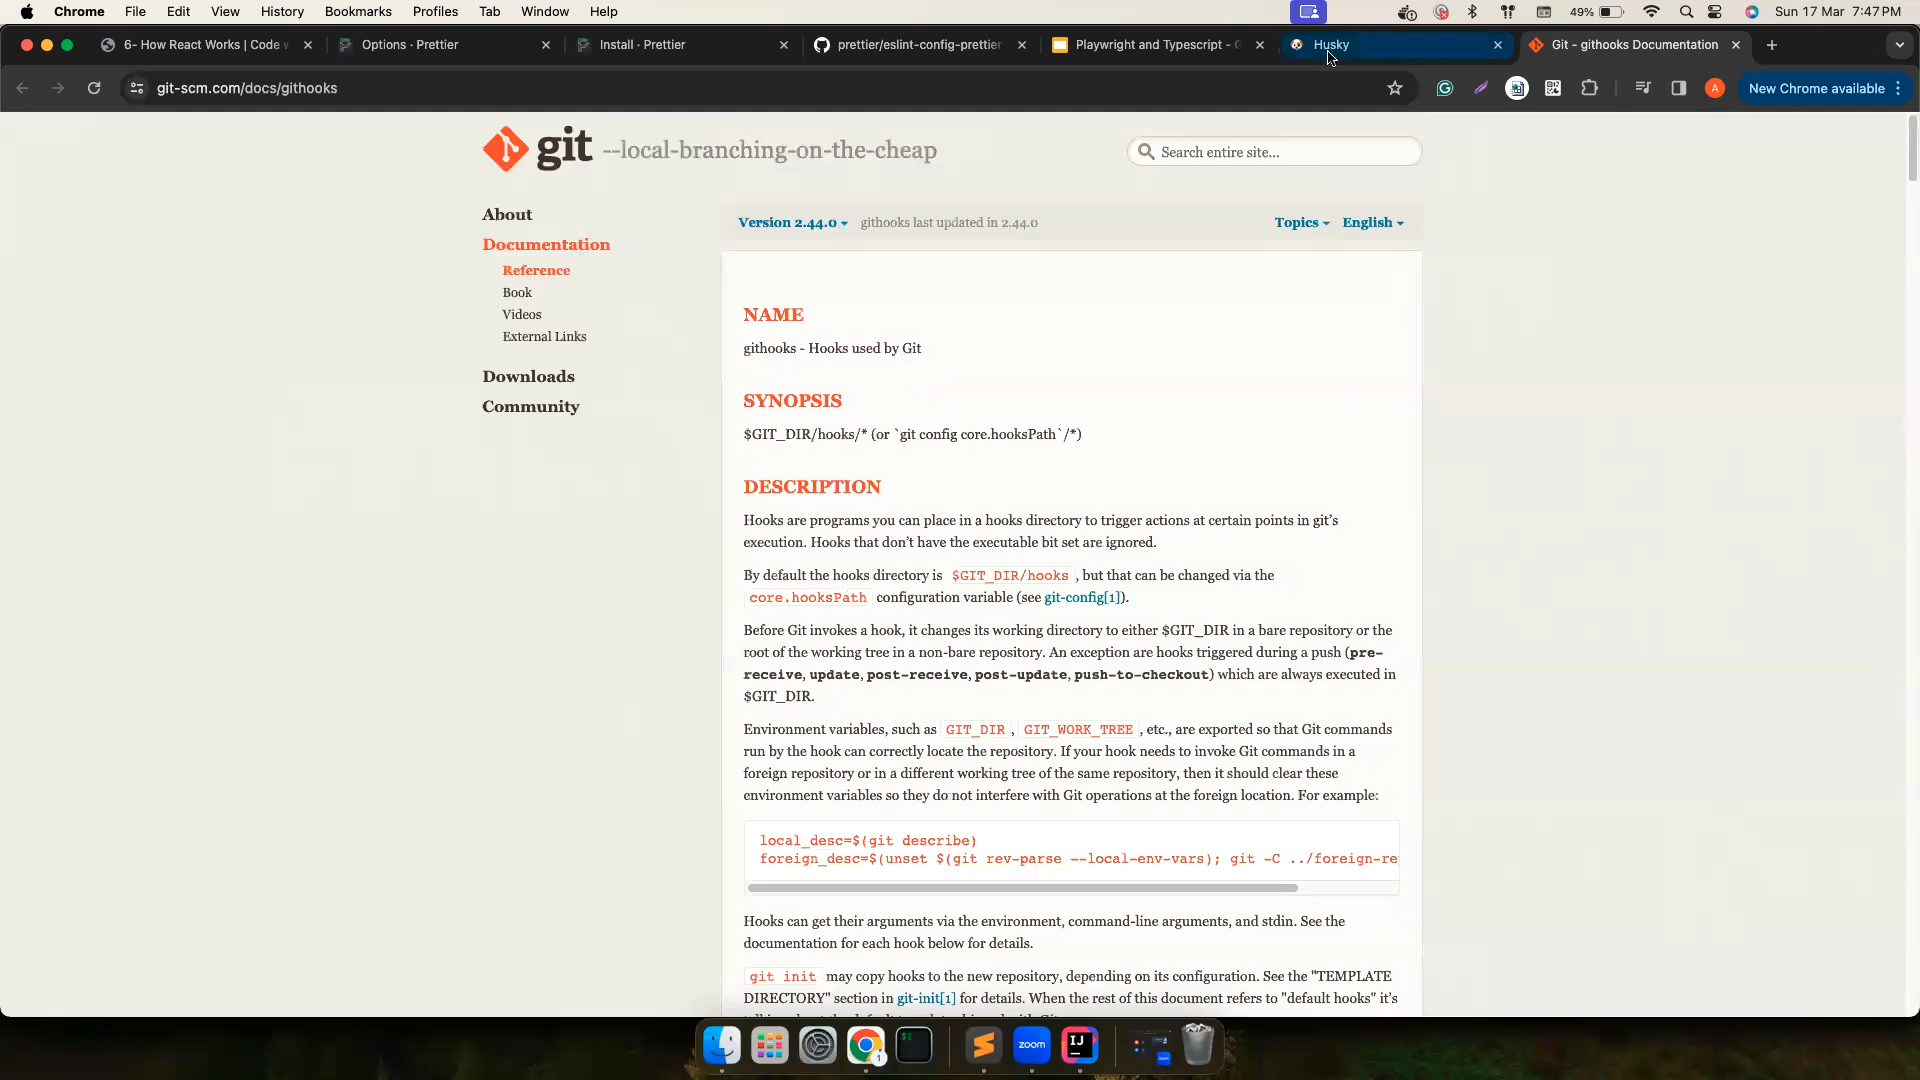 Chrome File Edit View History Bookmarks Profiles Tab Window Help 49% Sun 17 Mar 7:47 PM
6- How React Works | Code w Options · Prettier Install · Prettier prettier/eslint-config-prettier Playwright and Typescript - G Husky Git - githooks Documentation
git-scm.com/docs/githooks A New Chrome available
git --local-branching-on-the-cheap
Search entire site...
About
Documentation
Reference
Book
Videos
External Links
Downloads
Community
Version 2.44.0 githooks last updated in 2.44.0 Topics English
NAME
githooks - Hooks used by Git
SYNOPSIS
$GIT_DIR/hooks/* (or `git config core.hooksPath`/*)
DESCRIPTION
Hooks are programs you can place in a hooks directory to trigger actions at certain points in git's
execution. Hooks that don't have the executable bit set are ignored.
By default the hooks directory is $GIT_DIR/hooks , but that can be changed via the
core.hooksPath configuration variable (see git-config[1]).
Before Git invokes a hook, it changes its working directory to either $GIT_DIR in a bare repository or the
root of the working tree in a non-bare repository. An exception are hooks triggered during a push (pre-
receive, update, post-receive, post-update, push-to-checkout) which are always executed in
$GIT_DIR.
Environment variables, such as GIT_DIR , GIT_WORK_TREE , etc., are exported so that Git commands
run by the hook can correctly locate the repository. If your hook needs to invoke Git commands in a
foreign repository or in a different working tree of the same repository, then it should clear these
environment variables so they do not interfere with Git operations at the foreign location. For example:
local_desc=$(git describe)
foreign_desc=$(unset $(git rev-parse --local-env-vars); git -C ../foreign-re
Hooks can get their arguments via the environment, command-line arguments, and stdin. See the
documentation for each hook below for details.
git init may copy hooks to the new repository, depending on its configuration. See the "TEMPLATE
DIRECTORY" section in git-init[1] for details. When the rest of this document refers to "default hooks" it's
zoom
IJ